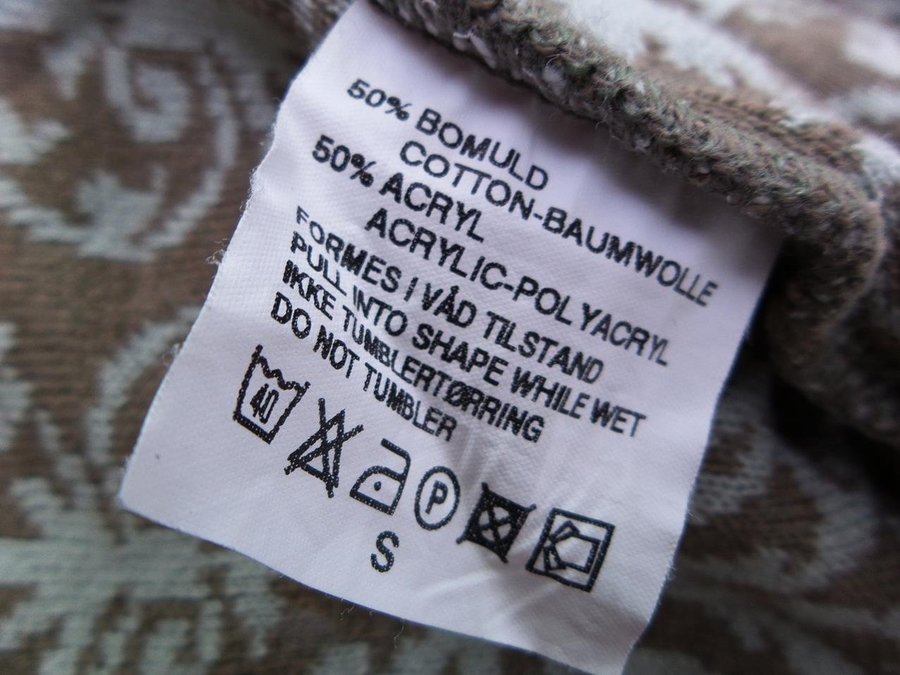 50% BOMULD
COTTON-BAUMWOLLE
50% ACRYL
ACRYLIC-POLYACRYL
FORMES I VÅD TILSTAND
PULL INTO SHAPE WHILE WET
IKKE TUMBLERTØRRING
DO NOT TUMBLER
40 P
S